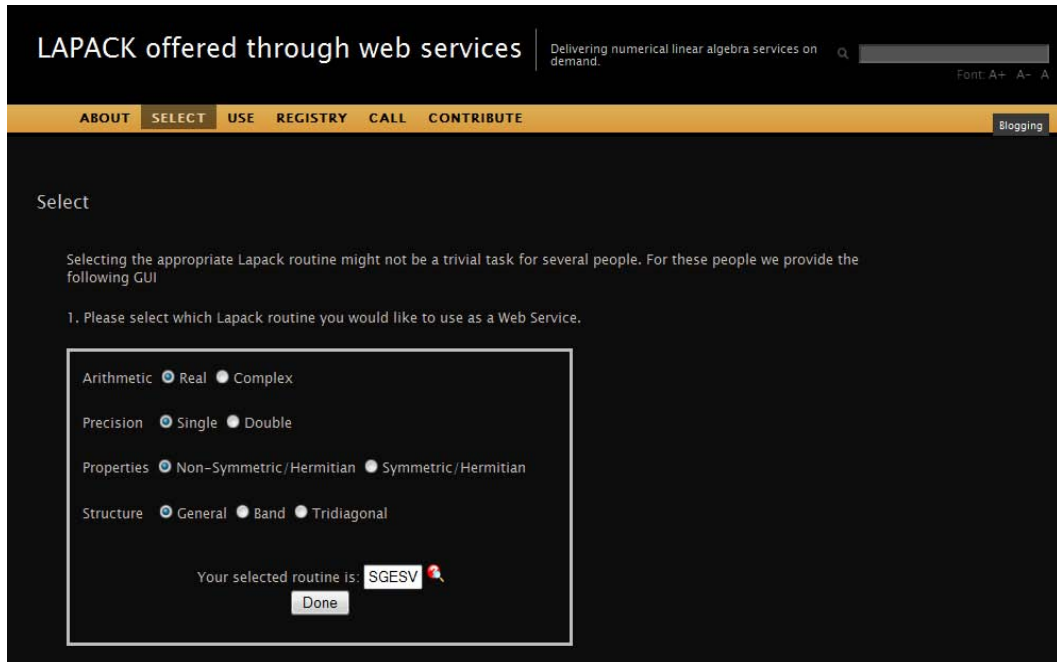 LAPACK offered through web services
Delivering numerical linear algebra services on
demand.
Font: A+ A- A
ABOUT SELECT USE REGISTRY CALL CONTRIBUTE
Blogging
Select
Selecting the appropriate Lapack routine might not be a trivial task for several people. For these people we provide the
following GUI
1. Please select which Lapack routine you would like to use as a Web Service.
Arithmetic Real Complex
Precision Single Double
Properties Non-Symmetric/Hermitian Symmetric/Hermitian
Structure General Band Tridiagonal
Your selected routine is: SGESV
Done